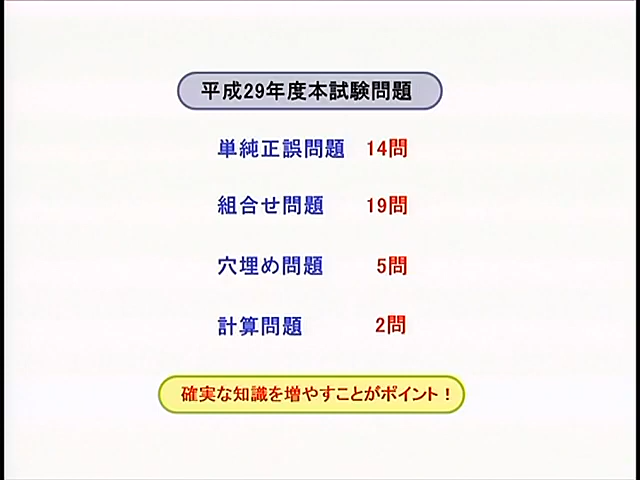 平成29年度本試験問題
単純正誤問題 14問
組合せ問題 19問
穴埋め問題 5問
計算問題 2問
確実な知識を増やすことがポイント！